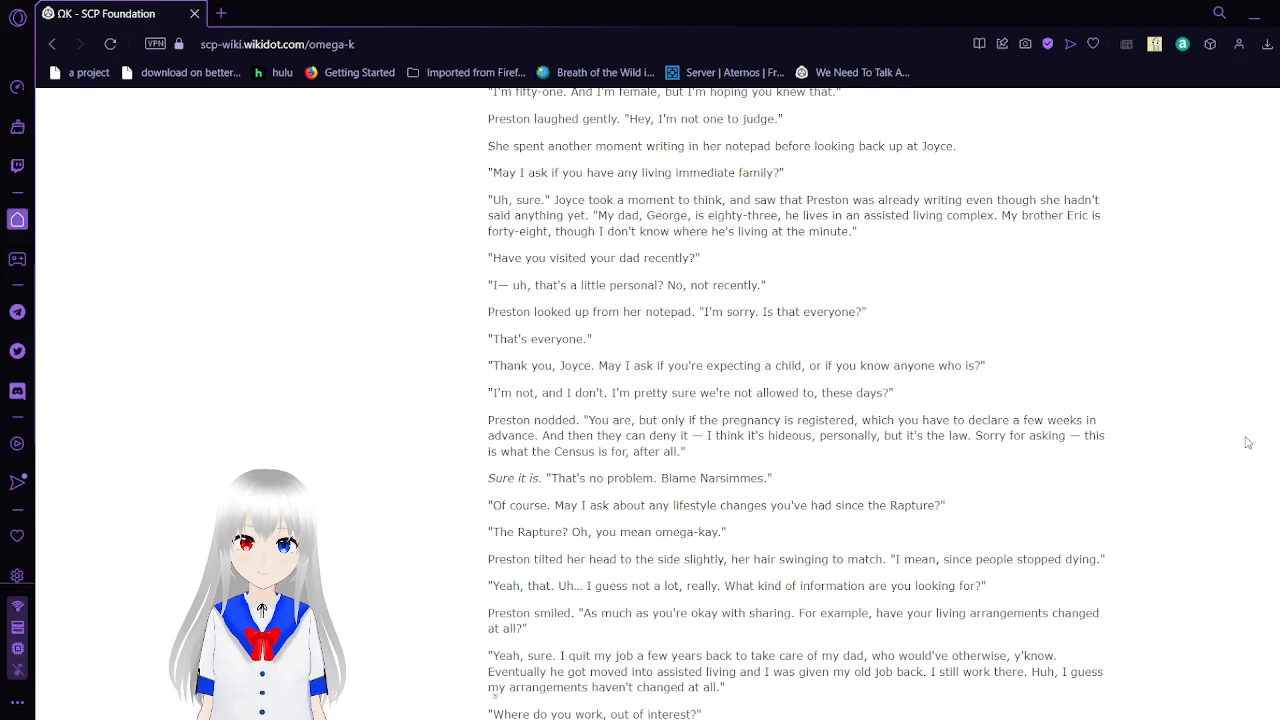 ΩK - SCP Foundation
VPN
scp-wiki.wikidot.com/omega-k
a project
download on better...
hulu
Getting Started
Imported from Firef...
Breath of the Wild i...
Server | Aternos | Fr...
We Need To Talk A...
"I'm fifty-one. And I'm female, but I'm hoping you knew that."
Preston laughed gently. "Hey, I'm not one to judge."
She spent another moment writing in her notepad before looking back up at Joyce.
"May I ask if you have any living immediate family?"
"Uh, sure." Joyce took a moment to think, and saw that Preston was already writing even though she hadn't
said anything yet. "My dad, George, is eighty-three, he lives in an assisted living complex. My brother Eric is
forty-eight, though I don't know where he's living at the minute."
"Have you visited your dad recently?"
"I— uh, that's a little personal? No, not recently."
Preston looked up from her notepad. "I'm sorry. Is that everyone?"
"That's everyone."
"Thank you, Joyce. May I ask if you're expecting a child, or if you know anyone who is?"
"I'm not, and I don't. I'm pretty sure we're not allowed to, these days?"
Preston nodded. "You are, but only if the pregnancy is registered, which you have to declare a few weeks in
advance. And then they can deny it — I think it's hideous, personally, but it's the law. Sorry for asking — this
is what the Census is for, after all."
Sure it is. "That's no problem. Blame Narsimmes."
"Of course. May I ask about any lifestyle changes you've had since the Rapture?"
"The Rapture? Oh, you mean omega-kay."
Preston tilted her head to the side slightly, her hair swinging to match. "I mean, since people stopped dying."
"Yeah, that. Uh... I guess not a lot, really. What kind of information are you looking for?"
Preston smiled. "As much as you're okay with sharing. For example, have your living arrangements changed
at all?"
"Yeah, sure. I quit my job a few years back to take care of my dad, who would've otherwise, y'know.
Eventually he got moved into assisted living and I was given my old job back. I still work there. Huh, I guess
my arrangements haven't changed at all."
"Where do you work, out of interest?"